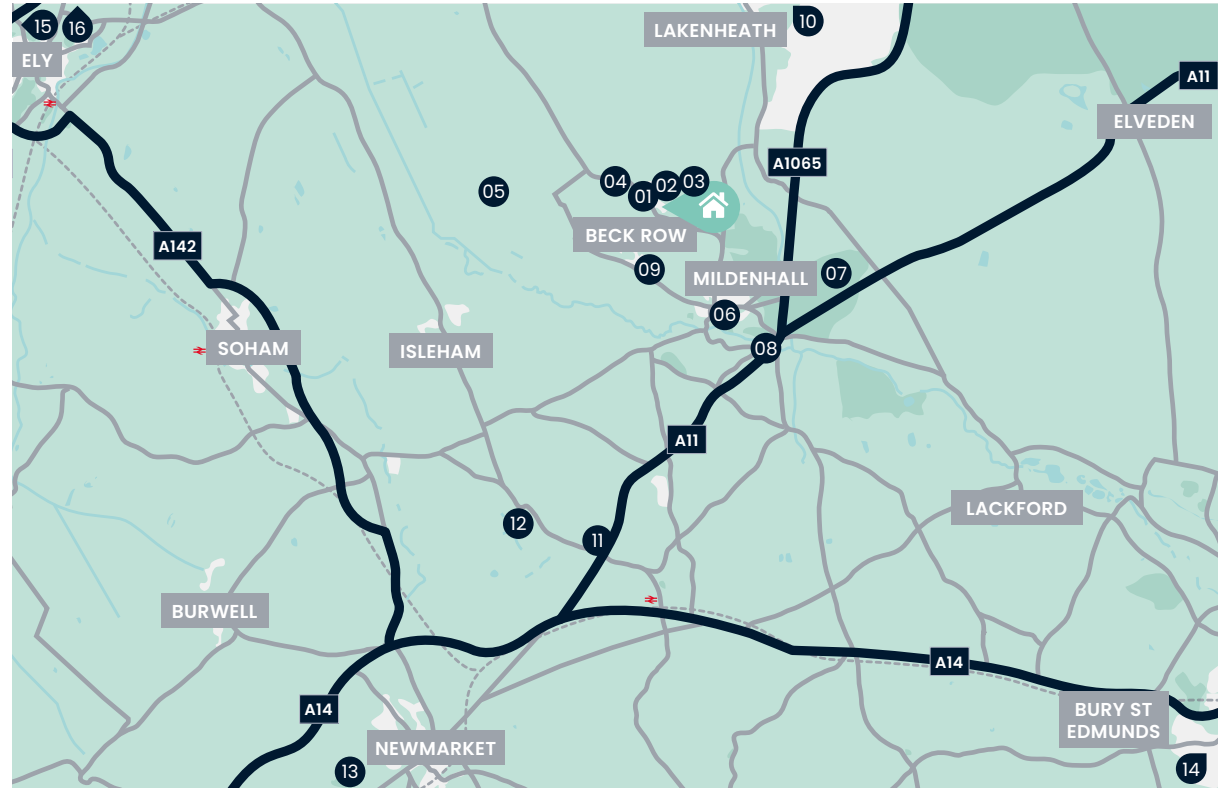 15
16
10
LAKENHEATH
ELY
A11
ELVEDEN
A1065
04
02
03
05
01
BECK ROW
A142
09
MILDENHALL
07
06
SOHAM
ISLEHAM
08
A11
LACKFORD
12
11
BURWELL
A14
A14
BURY ST
EDMUNDS
NEWMARKET
13
14